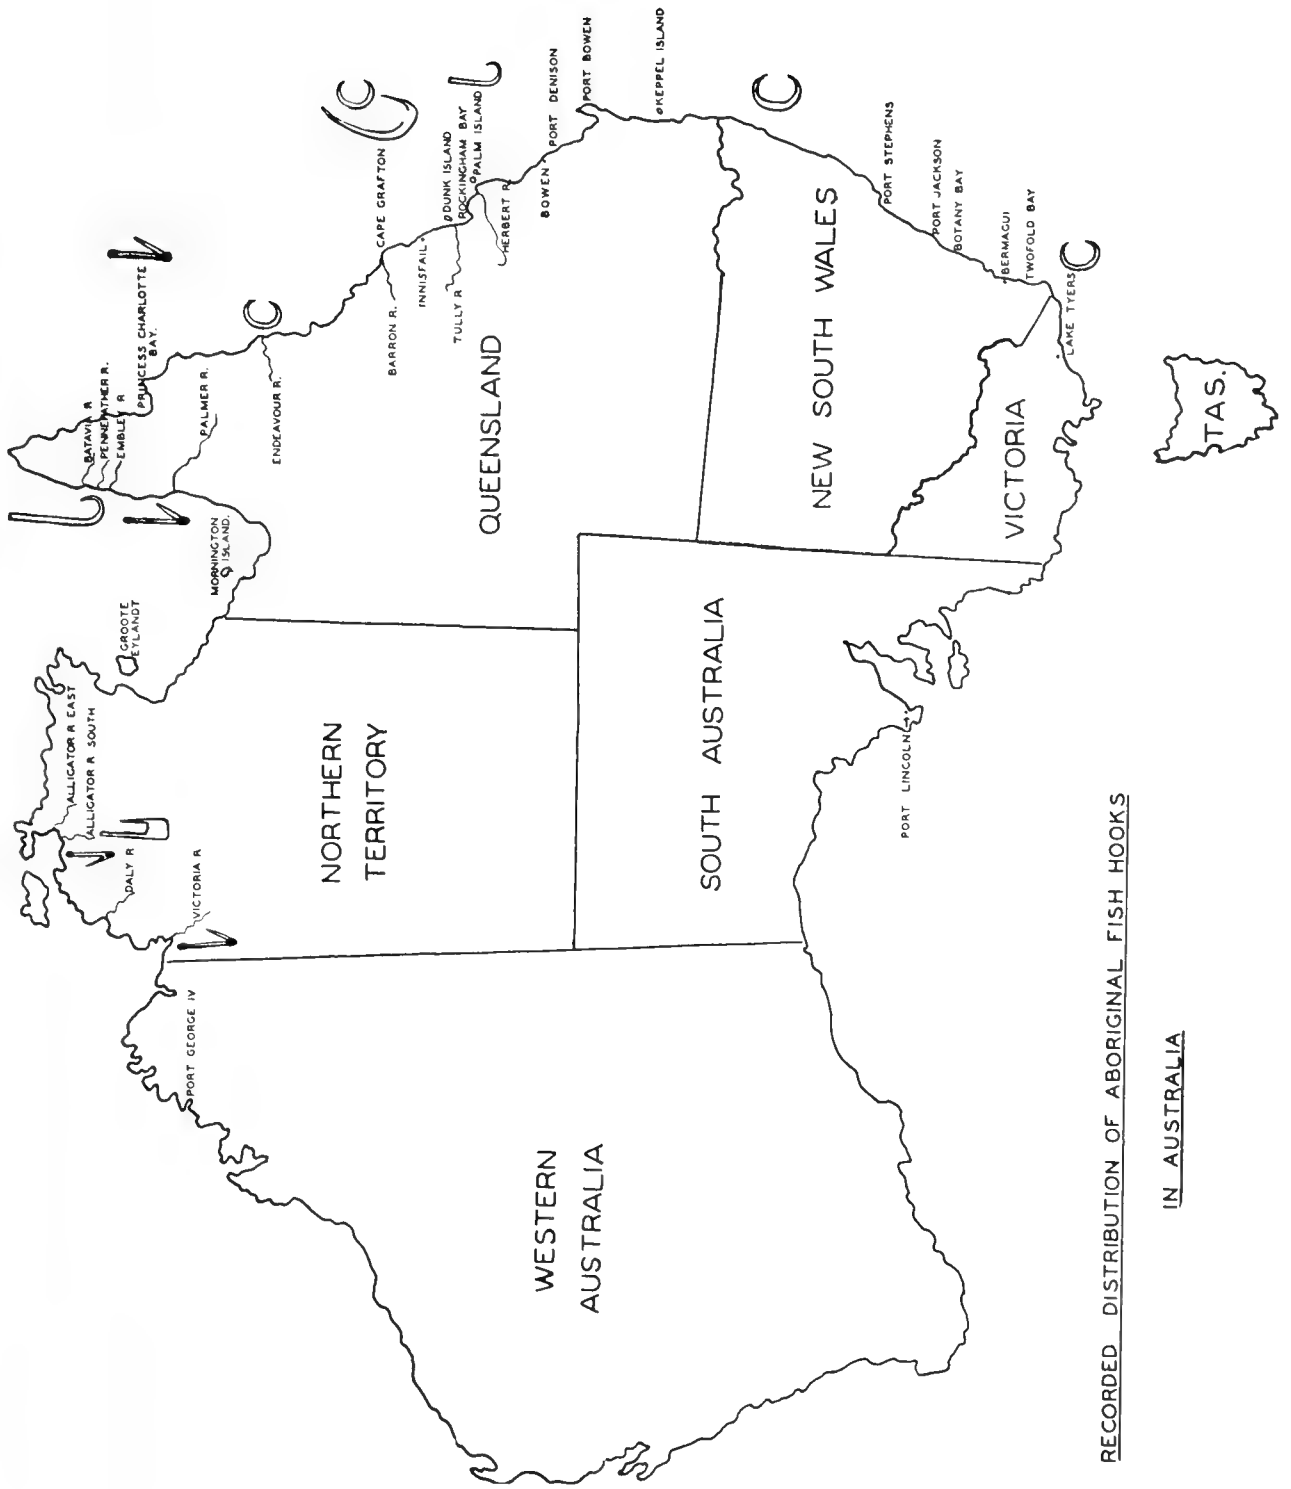 BATAVIA R
PENNEFATHER R.
EMBLEY R
PRINCESS CHARLOTTE
BAY.
PALMER R.
ENDEAVOUR R.
MORNINGTON
ISLAND.
GROOTE
EYLANDT
ALLIGATOR R EAST
ALLIGATOR R SOUTH
DALY R
VICTORIA R
PORT GEORGE IV
CAPE GRAFTON
BARRON R.
INNISFAIL
DUNK ISLAND
ROCKINGHAM BAY
PALM ISLAND
TULLY R
HERBERT R.
BOWEN
PORT DENISON
PORT BOWEN
KEPPEL ISLAND
QUEENSLAND
NORTHERN
TERRITORY
WESTERN
AUSTRALIA
SOUTH AUSTRALIA
NEW SOUTH WALES
PORT STEPHENS
PORT JACKSON
BOTANY BAY
BERMAGUI
TWOFOLD BAY
LAKE TYERS
VICTORIA
PORT LINCOLN
TAS.
RECORDED DISTRIBUTION OF ABORIGINAL FISH HOOKS
IN AUSTRALIA